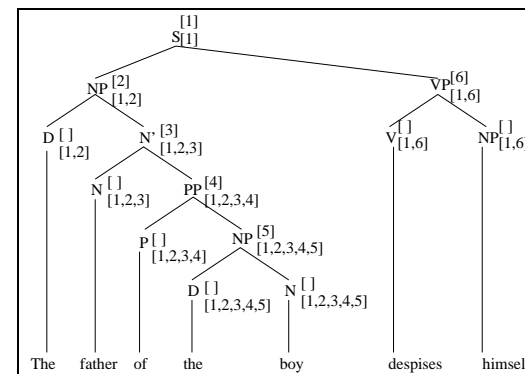 [1]
S [1]
[2] [6]
NP [1,2] VP [1,6]
[ ] [3] [ ] [ ]
D [1,2] N' [1,2,3] V [1,6] NP [1,6]
[ ] [4]
N [1,2,3] PP [1,2,3,4]
[ ] [5]
P [1,2,3,4] NP [1,2,3,4,5]
[ ] [ ]
D [1,2,3,4,5] N [1,2,3,4,5]
The father of the boy despises himsel